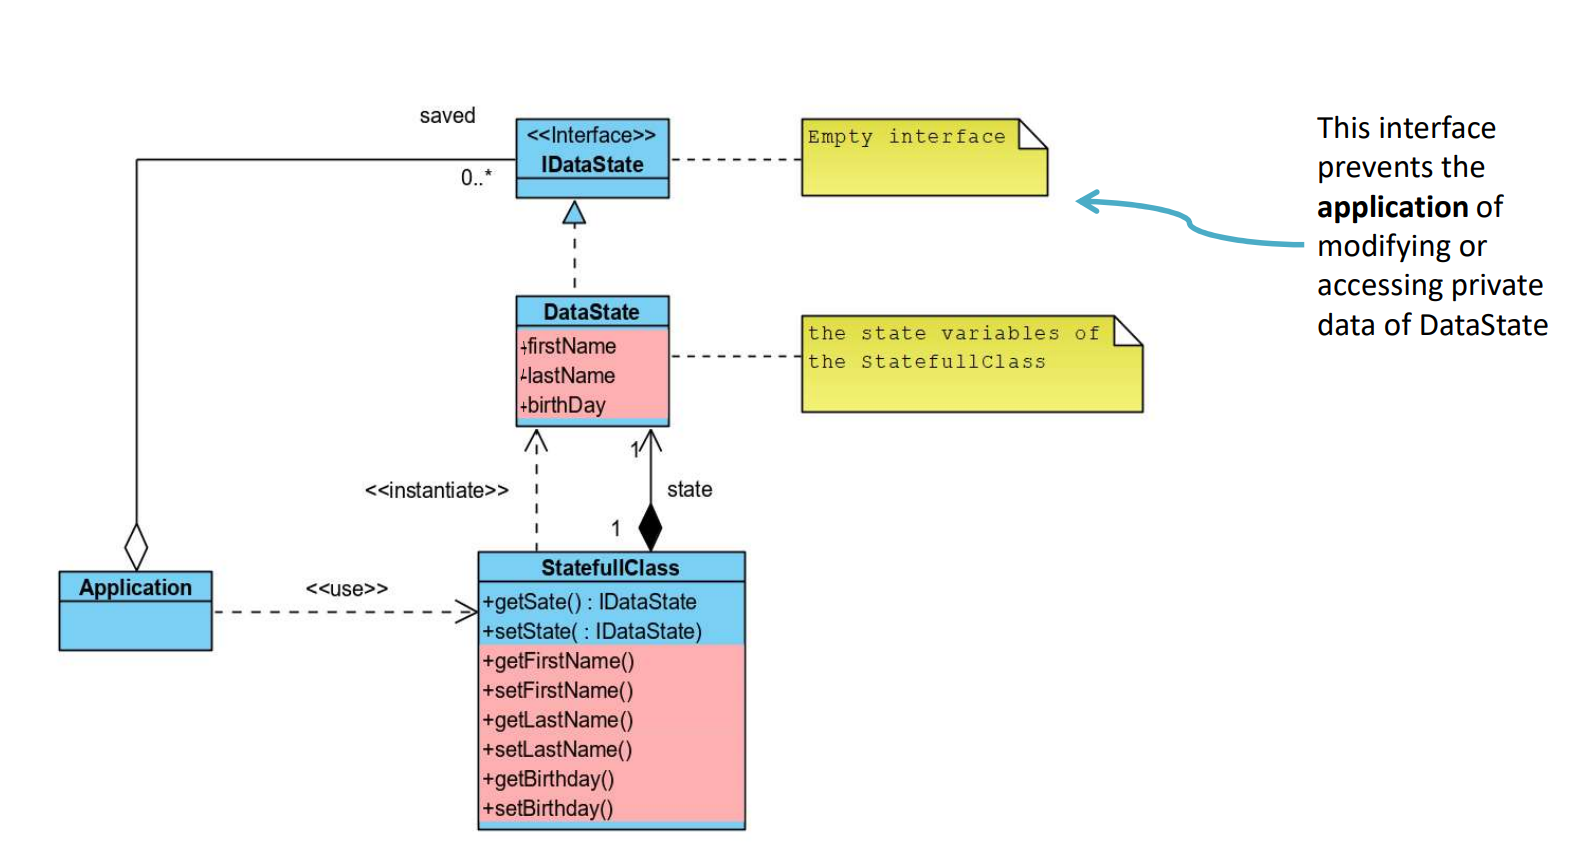 saved
0..*
<<Interface>>
IDataState
Empty interface
This interface
prevents the
application of
modifying or
accessing private
data of DataState
DataState
+firstName
+lastName
+birthDay
the state variables of
the StatefullClass
<<instantiate>>
1
state
1
Application
<<use>>
StatefullClass
+getSate() : IDataState
+setState( : IDataState)
+getFirstName()
+setFirstName()
+getLastName()
+setLastName()
+getBirthday()
+setBirthday()